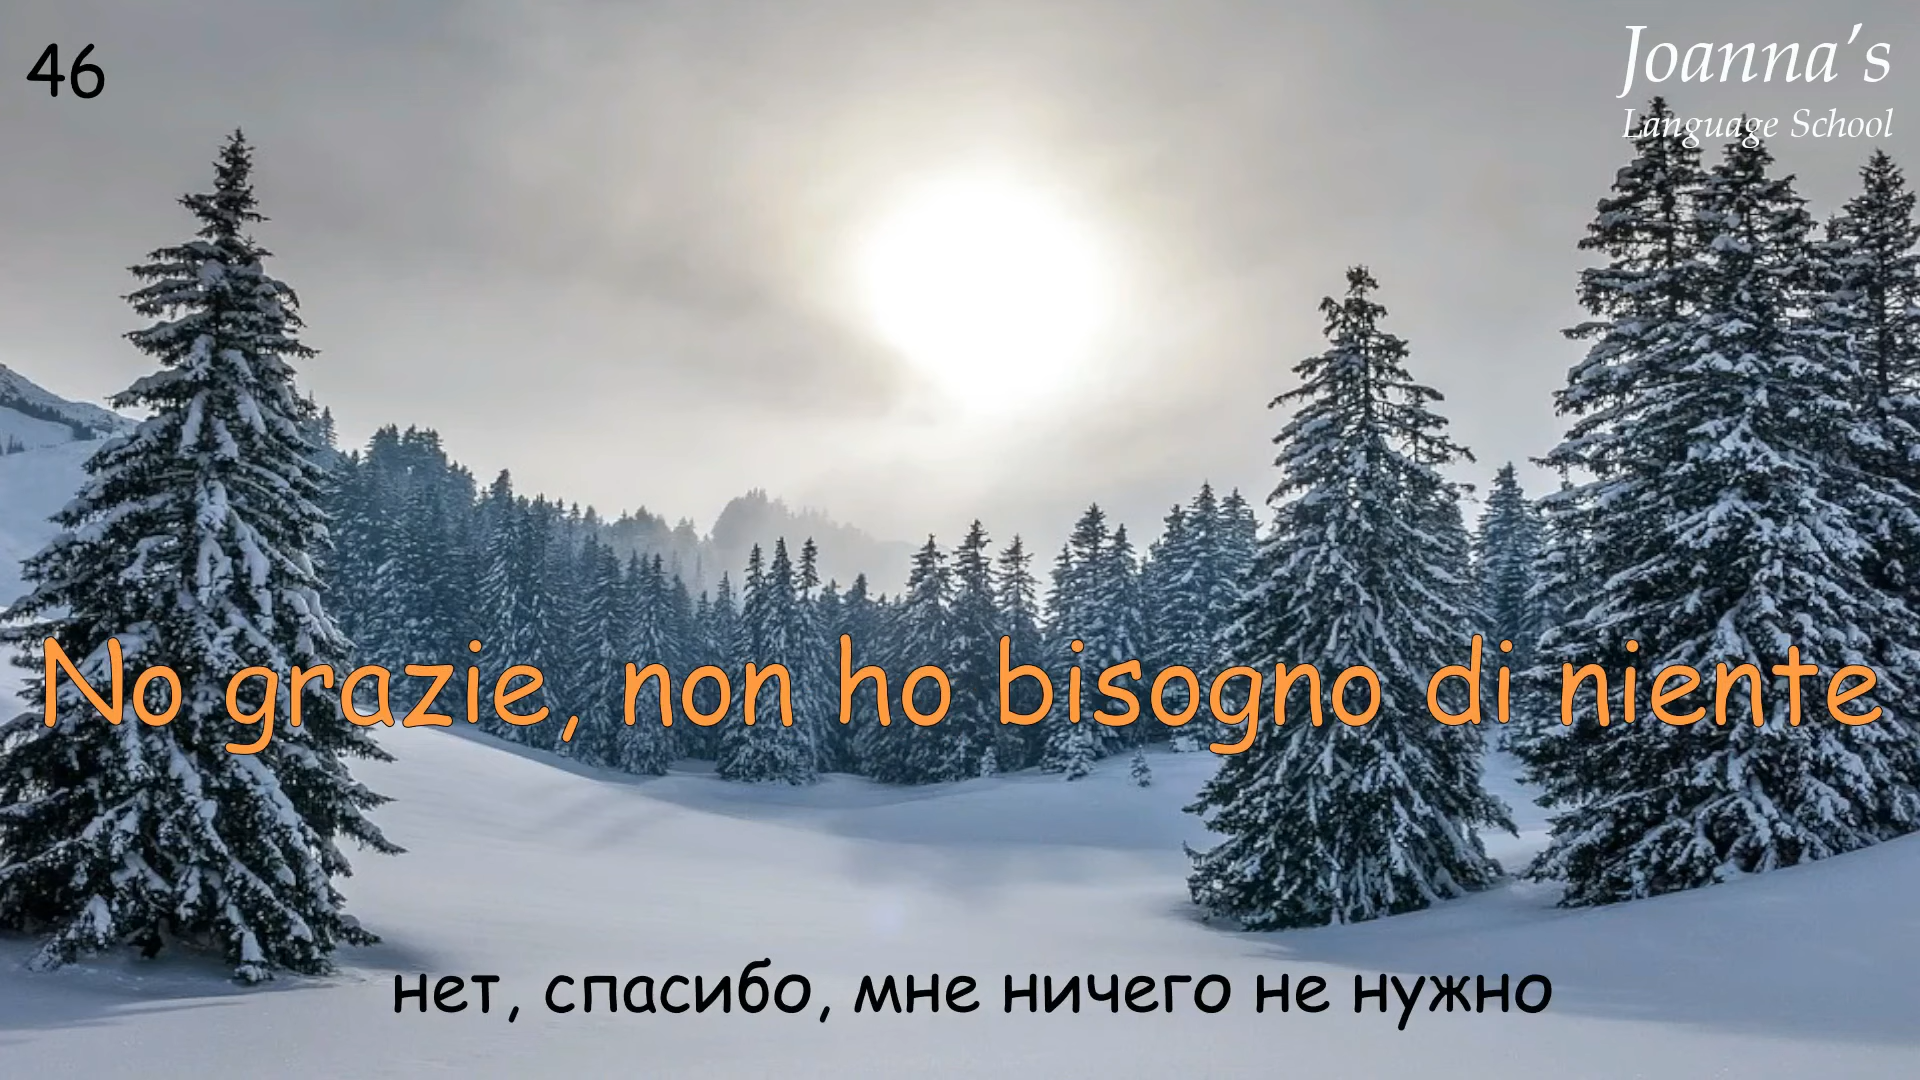 46
Joanna's
Language School
No grazie, non ho bisogno di niente
нет, спасибо, мне ничего не нужно